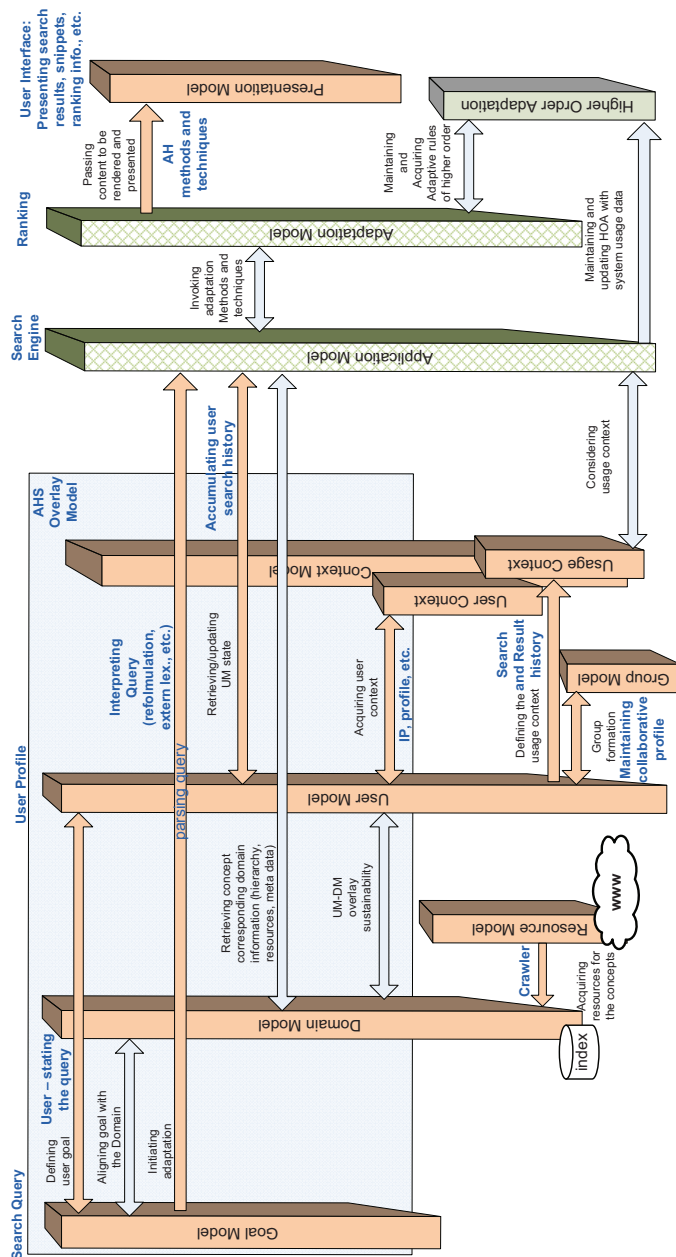 User Interface:
Presenting search
results, snippets,
ranking info., etc.
Presentation Model
Passing
content to be
rendered and
presented
AH
methods and
techniques
Higher Order Adaptation
Maintaining
and
Acquiring
Adaptive rules
of higher order
Ranking
Adaptation Model
Maintaining and
updating HOA with
system usage data
Invoking
adaptation
Methods and
techniques
Search
Engine
Application Model
Considering
usage context
AHS
Overlay
Model
Accumulating user
search history
Context Model
Usage Context
User Context
Interpreting
Query
(refolmulation,
extern lex., etc.)
Retrieving/updating
UM state
Acquiring user
context
IP, profile, etc.
Search
and Result
history
Defining the
usage context
Group Model
Group
formation
Maintaining
collaborative
profile
User Profile
User Model
parsing query
Retrieving concept
corresponding domain
information (hierarchy,
resources, meta data)
UM-DM
overlay
sustainability
Resource Model
www
Crawler
Acquiring
resources for
the concepts
Domain Model
index
User – stating
the query
Defining
user goal
Aligning goal with
the Domain
Initiating
adaptation
Search Query
Goal Model